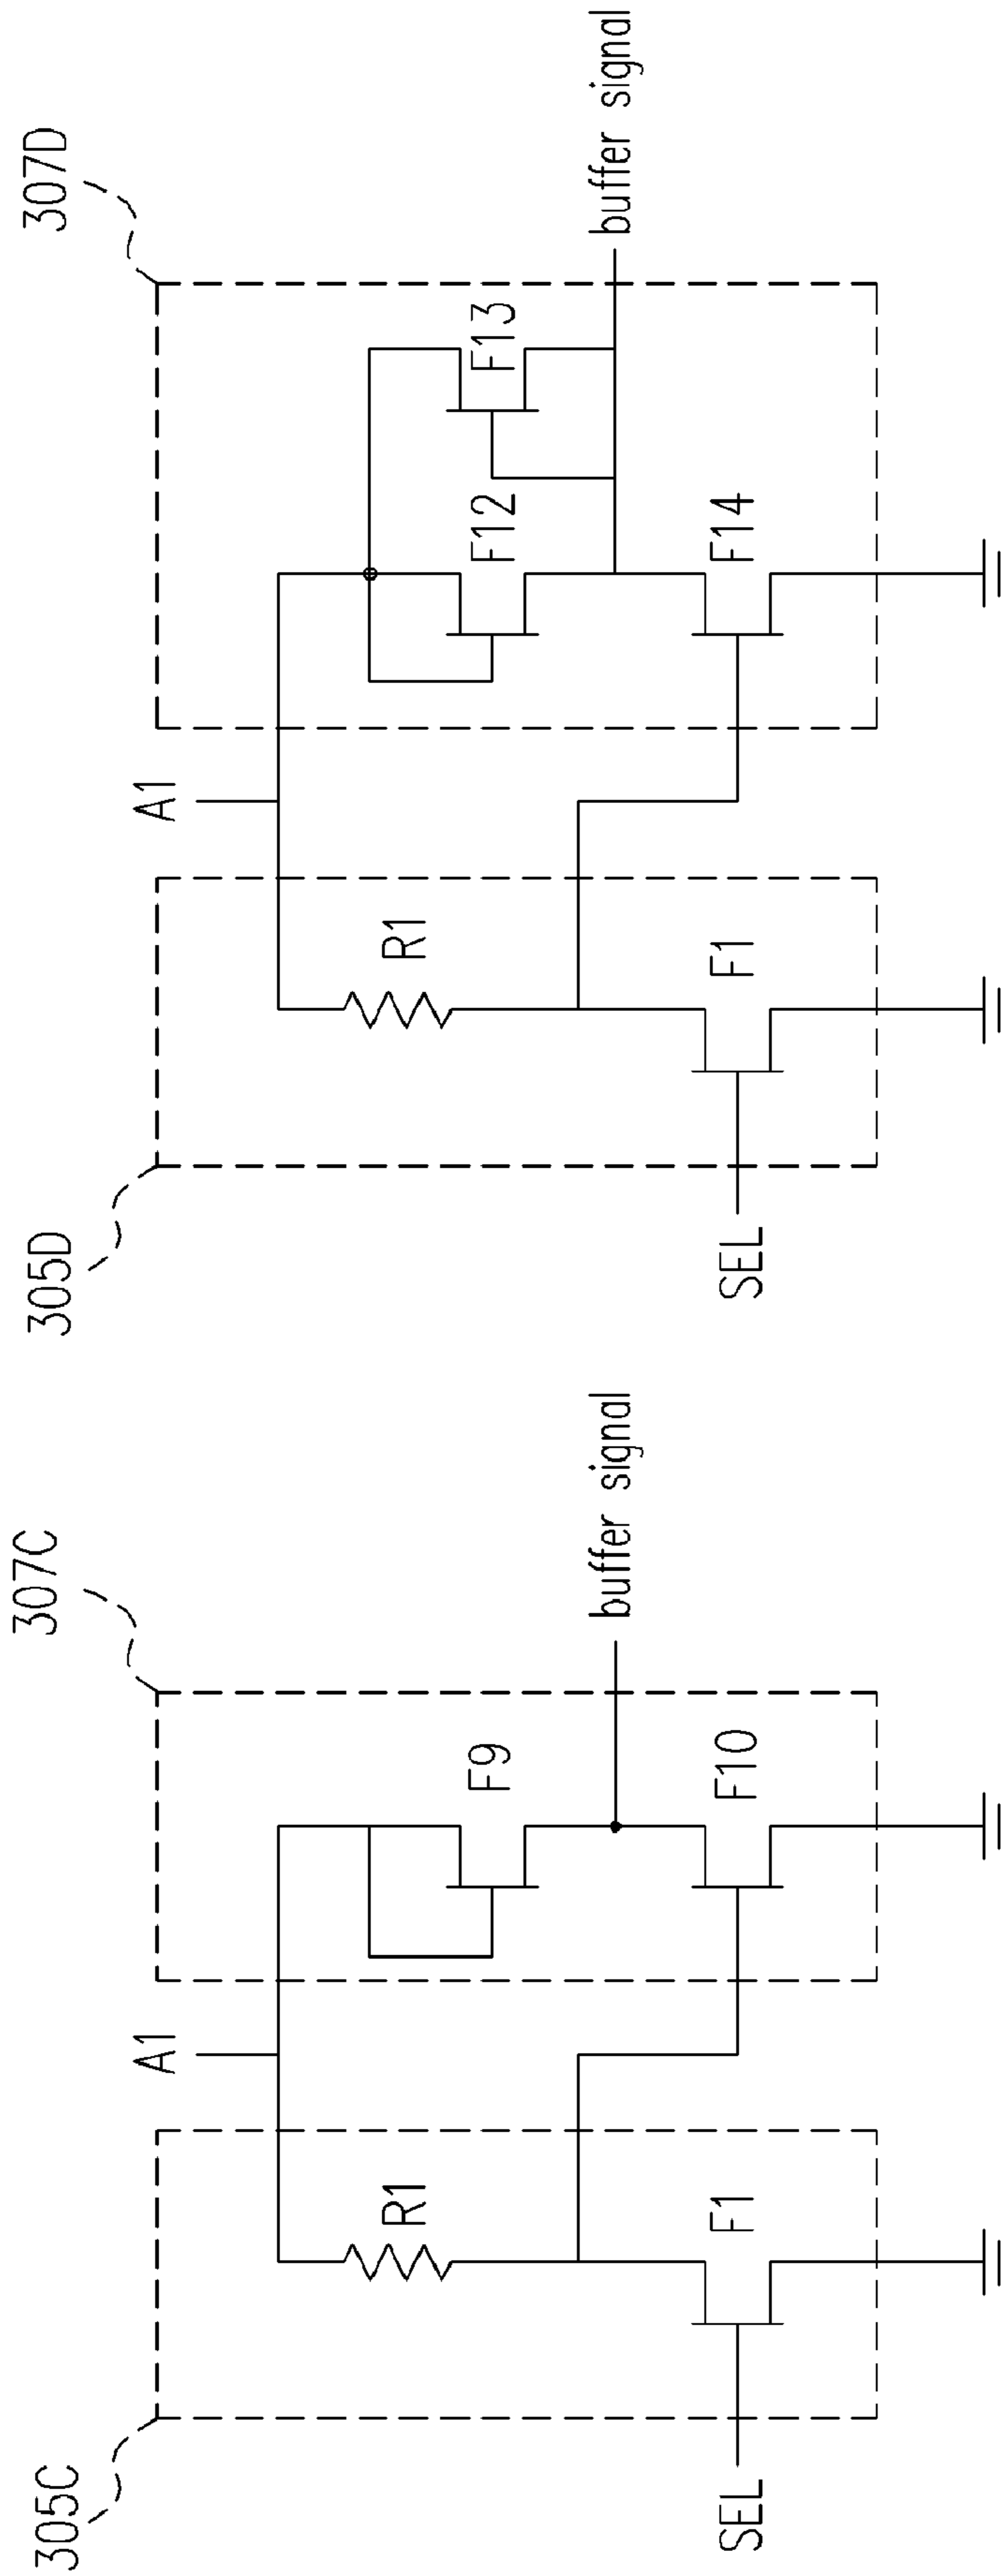 305C
307C
A1
R1
F9
buffer signal
F1
F10
SEL
305D
307D
A1
R1
F12
F13
buffer signal
F1
F14
SEL